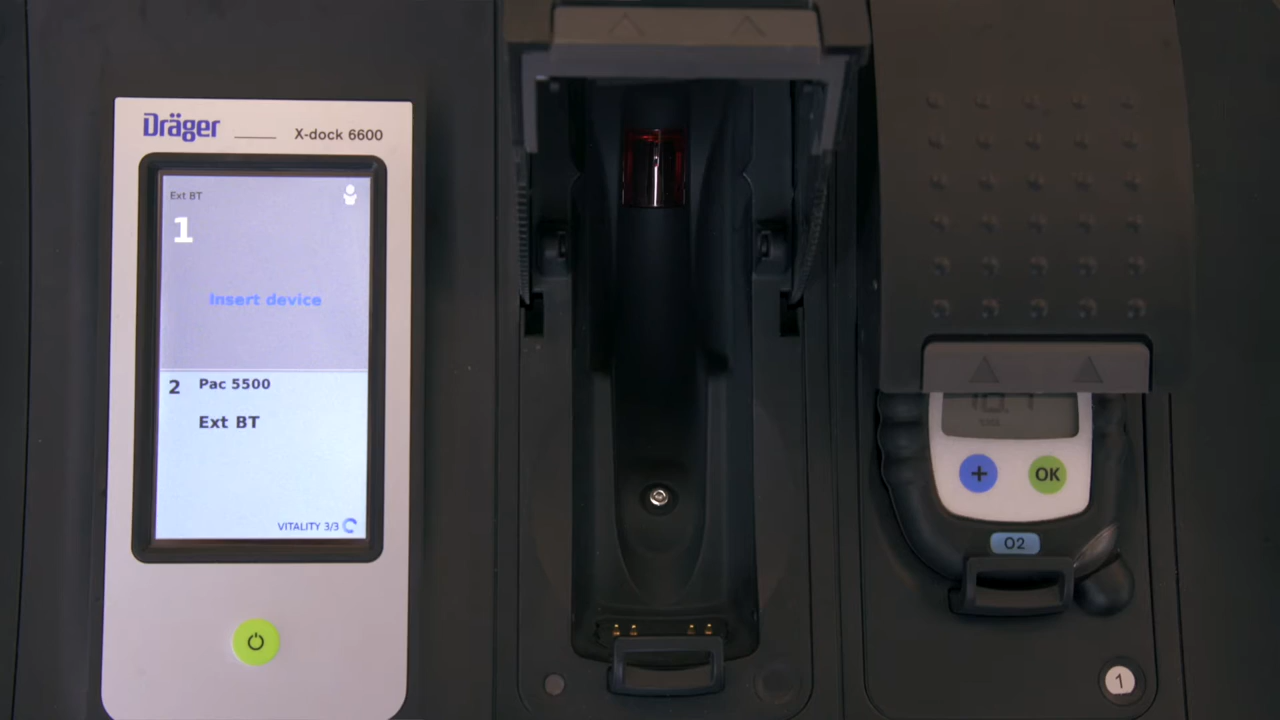 Dräger
X-dock 6600
Ext BT
1
Insert device
2 Pac 5500
Ext BT
VITALITY 3/3
+
OK
O2
1